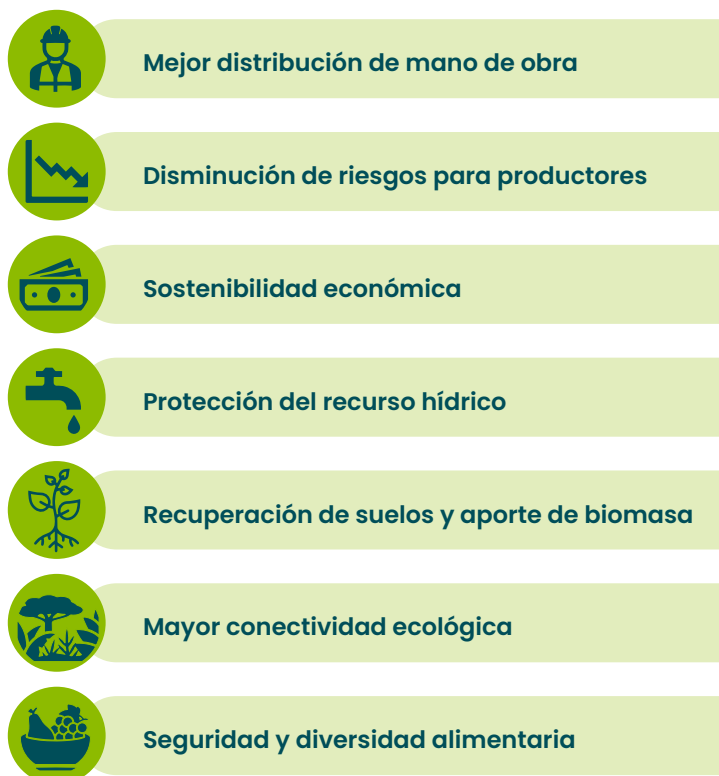 Mejor distribución de mano de obra
Disminución de riesgos para productores
Sostenibilidad económica
Protección del recurso hídrico
Recuperación de suelos y aporte de biomasa
Mayor conectividad ecológica
Seguridad y diversidad alimentaria